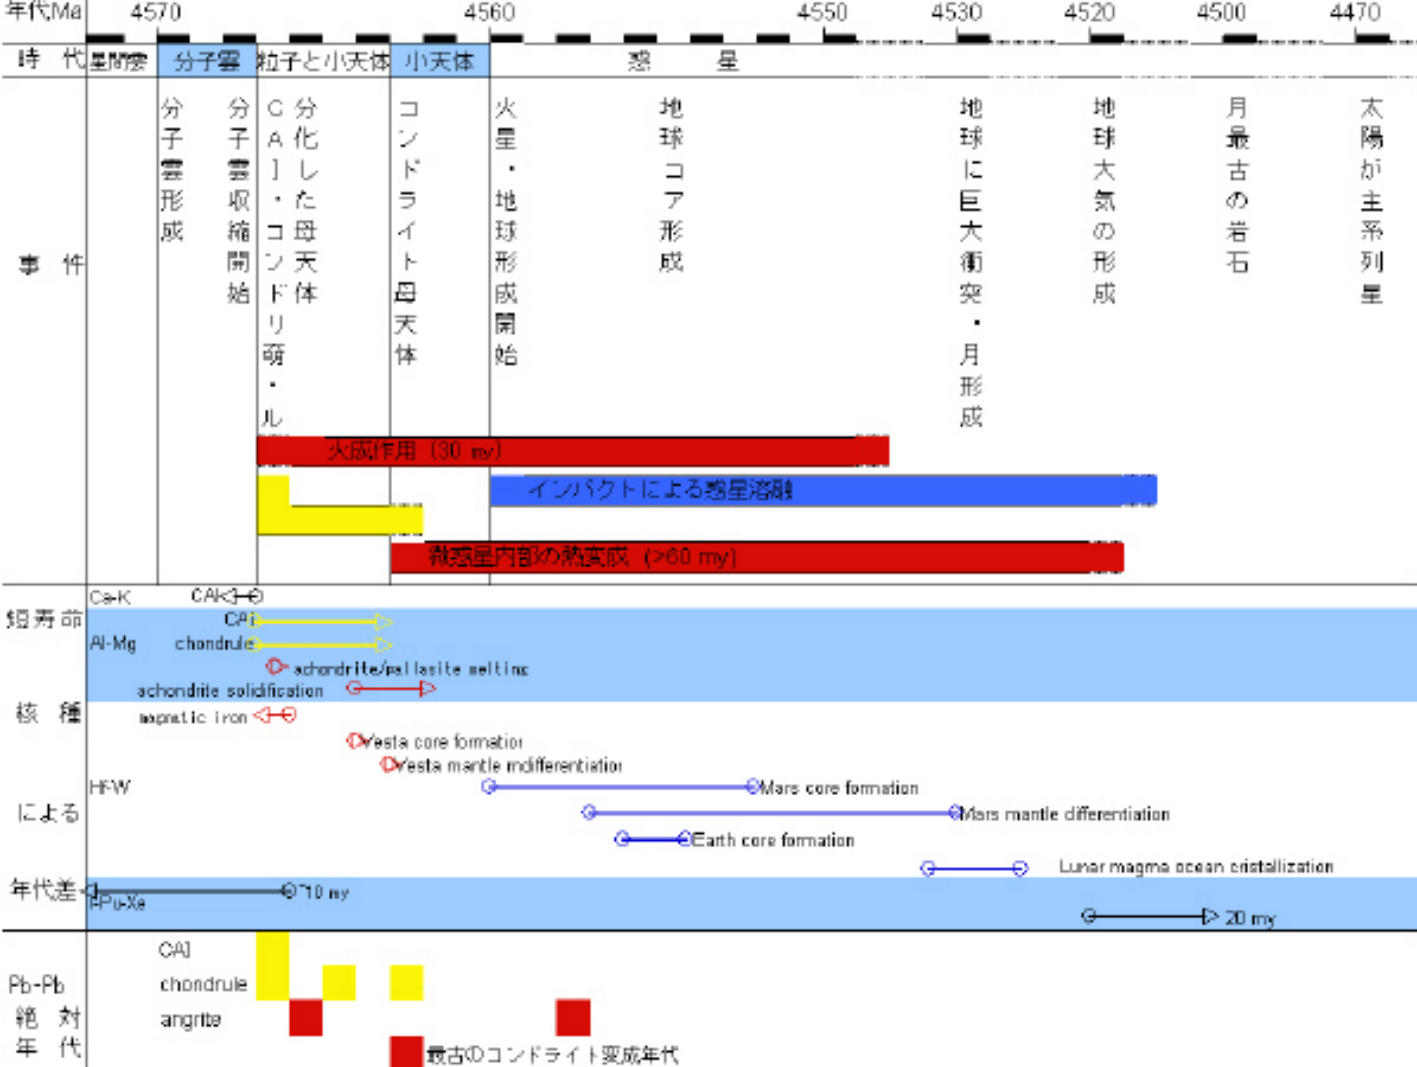 年代Ma 4570 4560 4550 4530 4520 4500 4470
時 代 星間雲 分子雲 粒子と小天体 小天体 惑 星
事 件
分子雲形成
分子雲収縮開始
CAI・コンドリ萌・ル
分化した母天体
コンドライト母天体
火星・地球形成開始
地球コア形成
地球に巨大衝突・月形成
地球大気の形成
月最古の岩石
太陽が主系列星
火成作用 (30 my)
インパクトによる惑星溶融
微惑星内部の熱変成 (>60 my)
短寿命
核 種
による
年代差
Ca-K CAI
CAI
Al-Mg chondrule
achondrite/pallasite melting
achondrite solidification
magmatic iron
Vesta core formation
Vesta mantle mdifferentiation
Hf-W Mars core formation
Mars mantle differentiation
Earth core formation
Lunar magma ocean cristallization
I-Pu-Xe ~10 my
20 my
Pb-Pb
絶 対
年 代
CAI
chondrule
angrite
最古のコンドライト変成年代